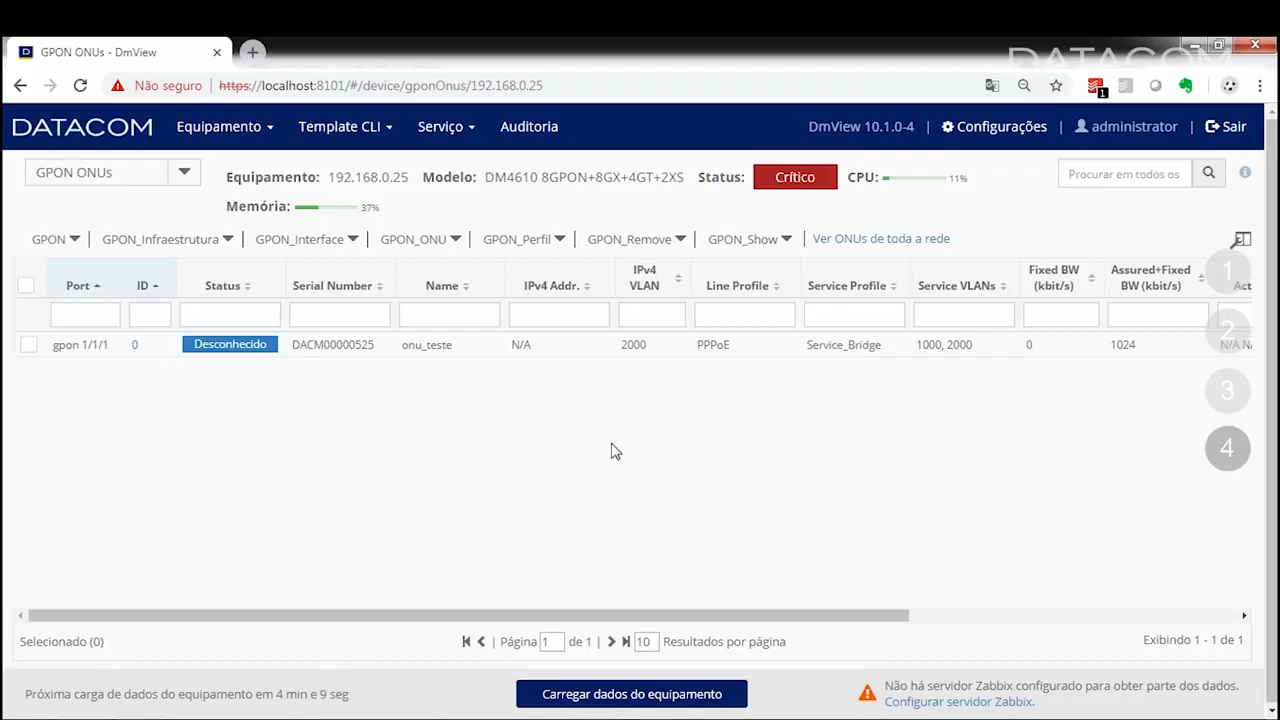 GPON ONUs - DmView
DATACOM
Não seguro https://localhost:8101/#/device/gponOnus/192.168.0.25
1
DATACOM Equipamento Template CLI Serviço Auditoria DmView 10.1.0-4 | Configurações | administrator | Sair
GPON ONUs
Equipamento: 192.168.0.25 Modelo: DM4610 8GPON+8GX+4GT+2XS Status: Crítico CPU: 11%
Procurar em todos os
Memória: 37%
GPON | GPON_Infraestrutura | GPON_Interface | GPON_ONU | GPON_Perfil | GPON_Remove | GPON_Show | Ver ONUs de toda a rede
Port ID Status Serial Number Name IPv4 Addr. IPv4 VLAN Line Profile Service Profile Service VLANs Fixed BW (kbit/s) Assured+Fixed BW (kbit/s)
gpon 1/1/1 0 Desconhecido DACM00000525 onu_teste N/A 2000 PPPoE Service_Bridge 1000, 2000 0 1024 N/A
1
2
3
4
Selecionado (0)
| Página 1 de 1 | 10 Resultados por página
Exibindo 1 - 1 de 1
Próxima carga de dados do equipamento em 4 min e 9 seg
Carregar dados do equipamento
Não há servidor Zabbix configurado para obter parte dos dados.
Configurar servidor Zabbix.